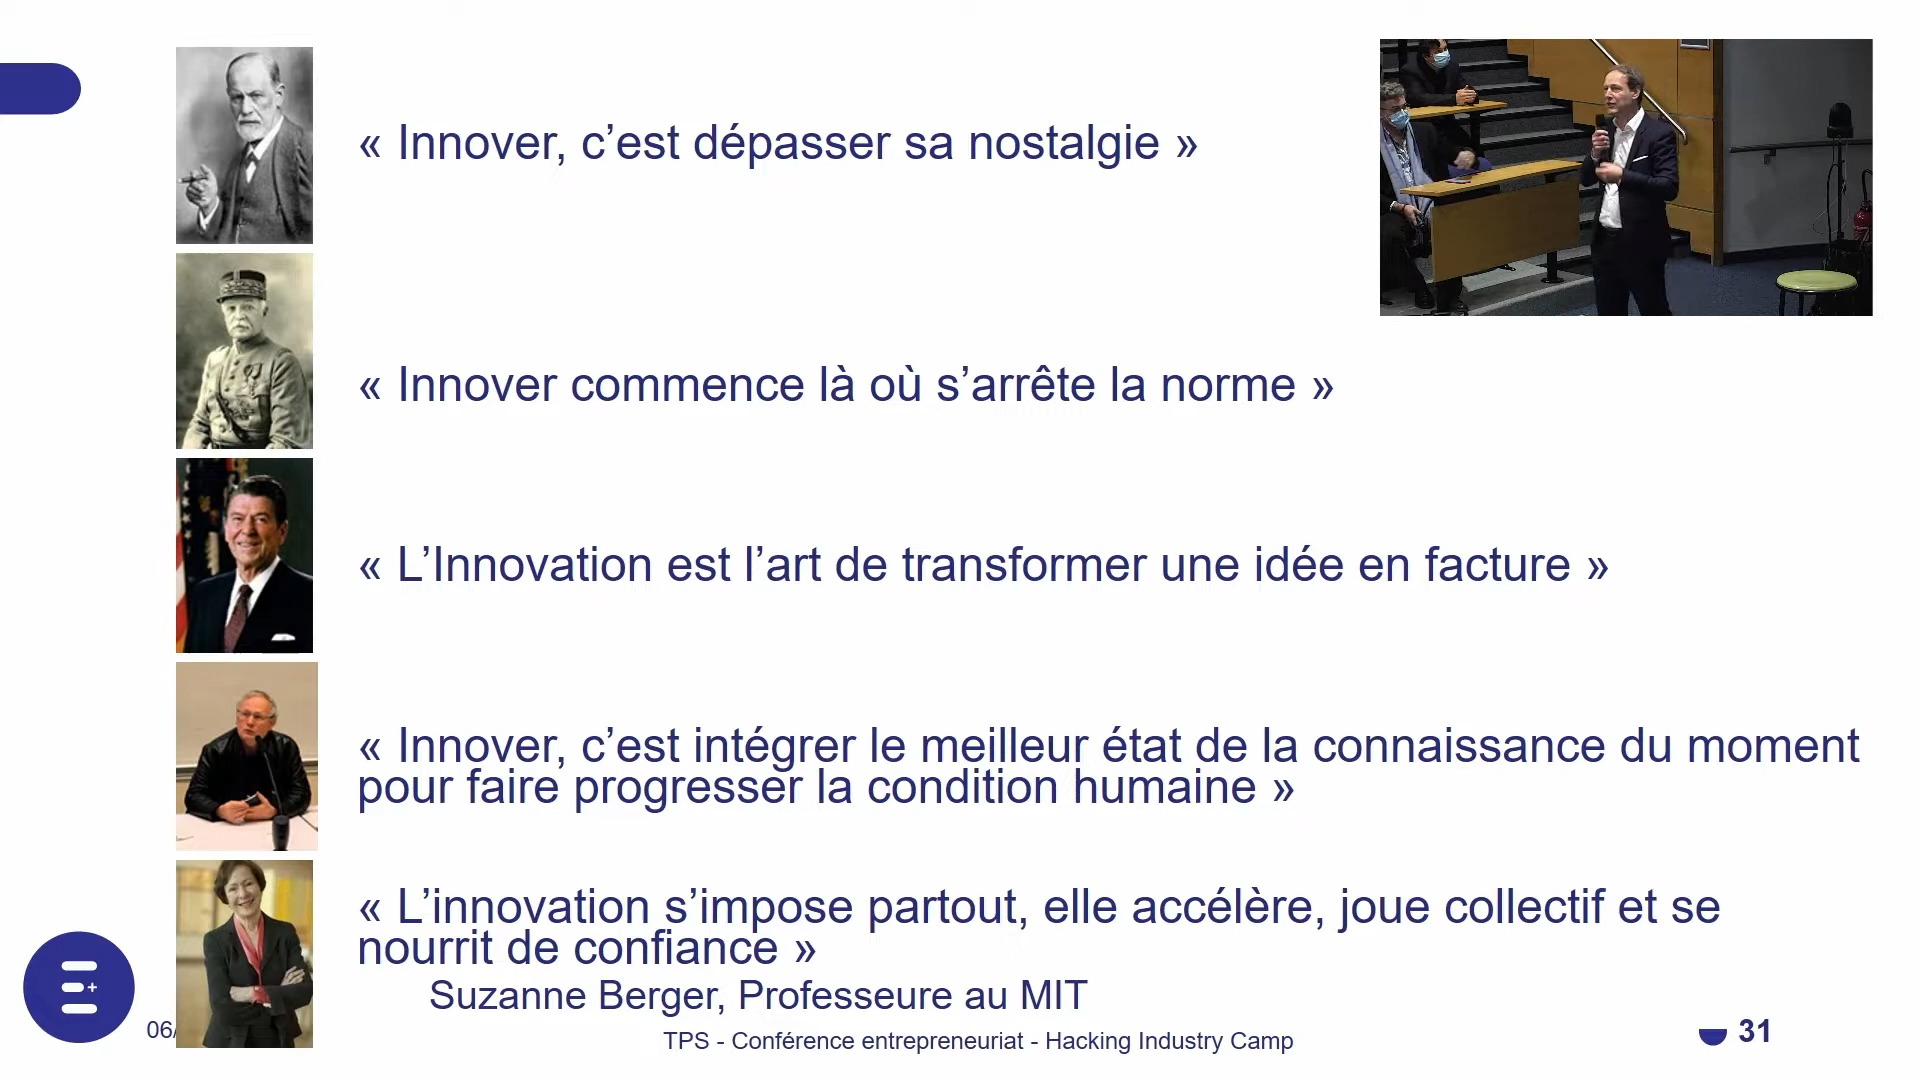 « Innover, c’est dépasser sa nostalgie »
« Innover commence là où s’arrête la norme »
« L’Innovation est l’art de transformer une idée en facture »
« Innover, c’est intégrer le meilleur état de la connaissance du moment
pour faire progresser la condition humaine »
« L’innovation s’impose partout, elle accélère, joue collectif et se
nourrit de confiance »
Suzanne Berger, Professeure au MIT
06/
TPS - Conférence entrepreneuriat - Hacking Industry Camp
31